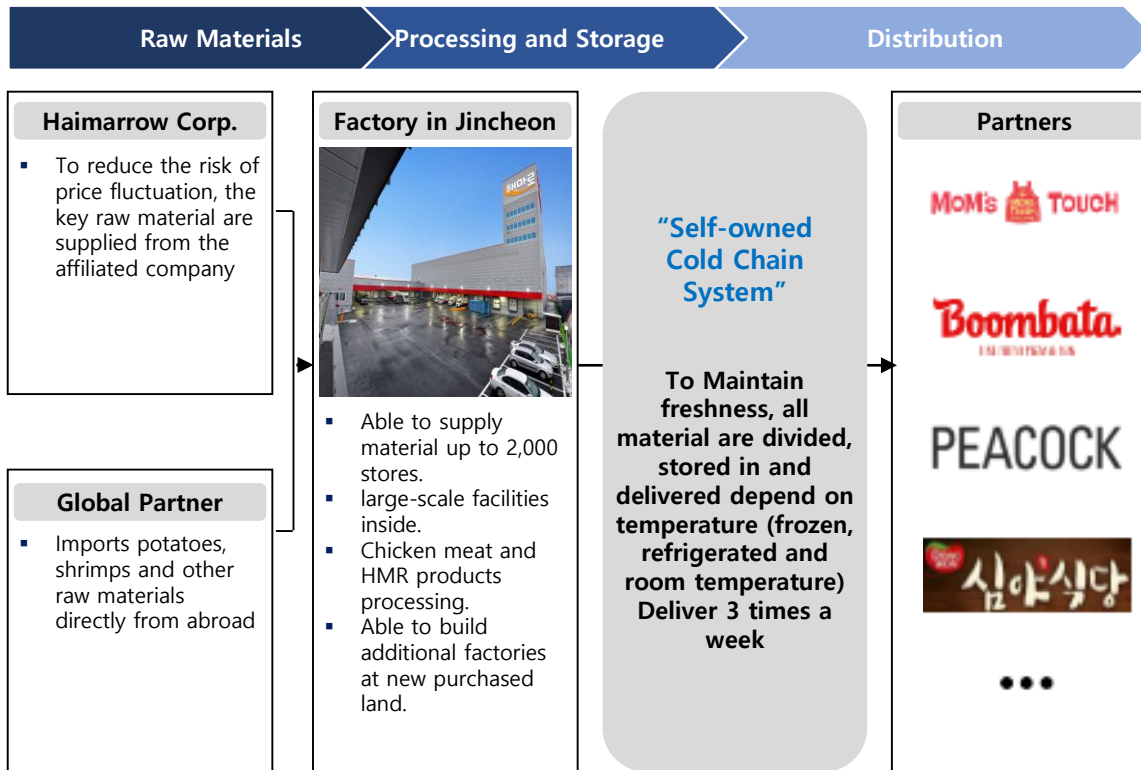 Raw Materials
Processing and Storage
Distribution
Haimarrow Corp.
▪ To reduce the risk of
price fluctuation, the
key raw material are
supplied from the
affiliated company
Global Partner
▪ Imports potatoes,
shrimps and other
raw materials
directly from abroad
Factory in Jincheon
해마로
▪ Able to supply
material up to 2,000
stores.
▪ large-scale facilities
inside.
▪ Chicken meat and
HMR products
processing.
▪ Able to build
additional factories
at new purchased
land.
“Self-owned
Cold Chain
System”
To Maintain
freshness, all
material are divided,
stored in and
delivered depend on
temperature (frozen,
refrigerated and
room temperature)
Deliver 3 times a
week
Partners
MOM'S TOUCH
Boombata.
PEACOCK
심야식당
•••